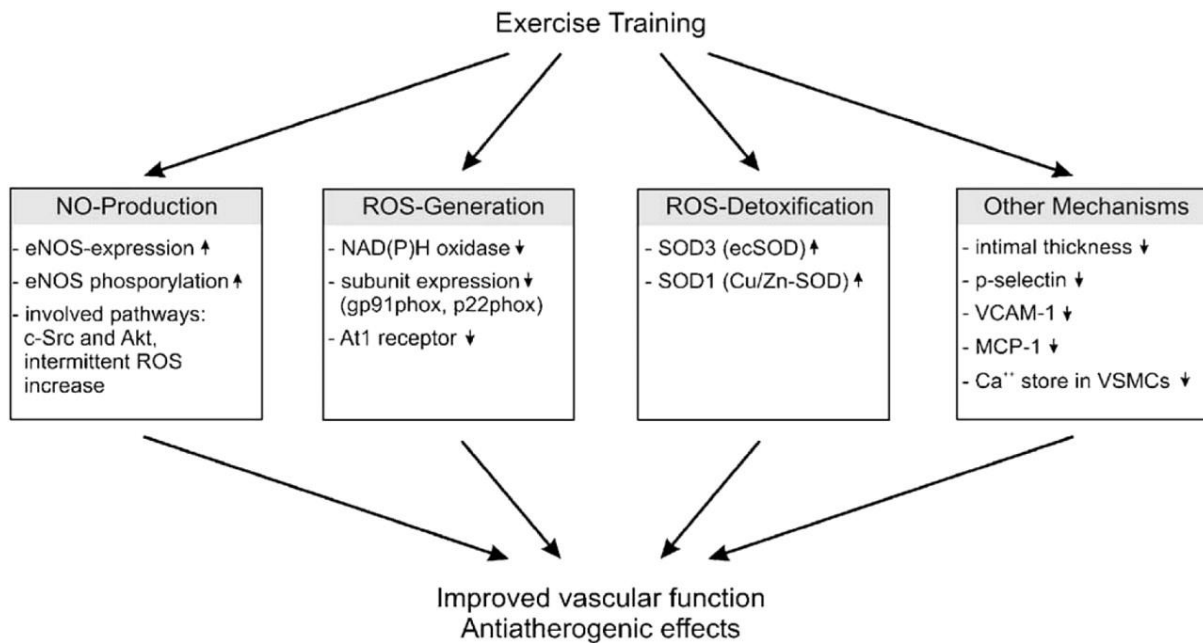 Exercise Training
NO-Production
- eNOS-expression ↑
- eNOS phosporylation ↑
- involved pathways:
c-Src and Akt,
intermittent ROS
increase
ROS-Generation
- NAD(P)H oxidase ↓
- subunit expression ↓
(gp91phox, p22phox)
- At1 receptor ↓
ROS-Detoxification
- SOD3 (ecSOD) ↑
- SOD1 (Cu/Zn-SOD) ↑
Other Mechanisms
- intimal thickness ↓
- p-selectin ↓
- VCAM-1 ↓
- MCP-1 ↓
- Ca⁺⁺ store in VSMCs ↓
Improved vascular function
Antiatherogenic effects